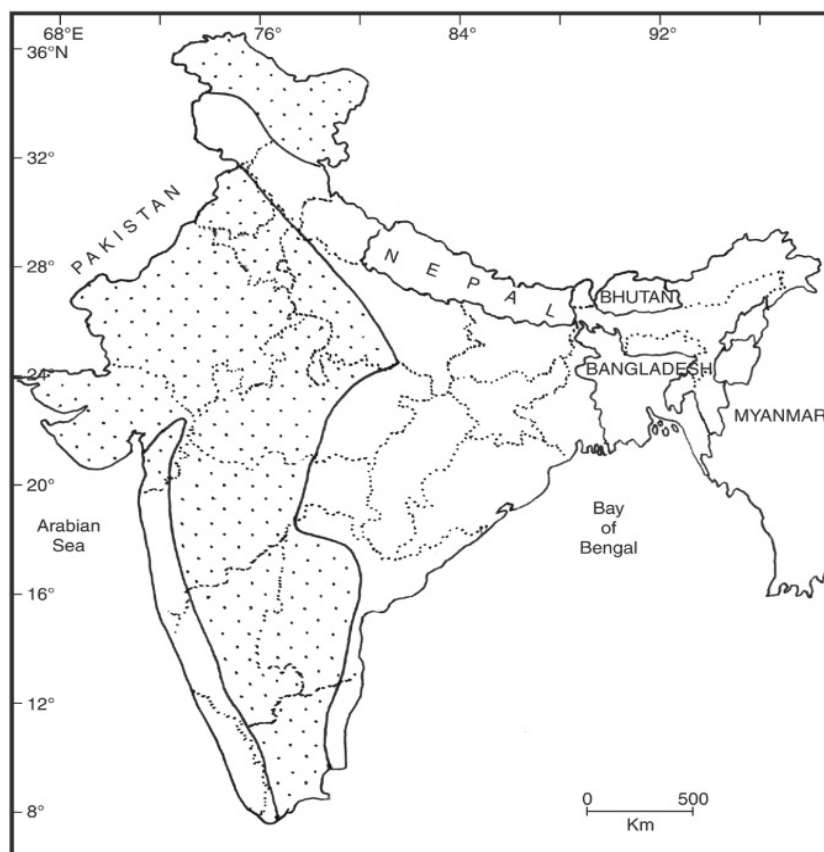 68°E 76° 84° 92°
36°N
32°
PAKISTAN
28°
NEPAL
BHUTAN
24°
BANGLADESH
MYANMAR
20°
Arabian
Sea
Bay
of
Bengal
16°
12°
8°
0 500
Km